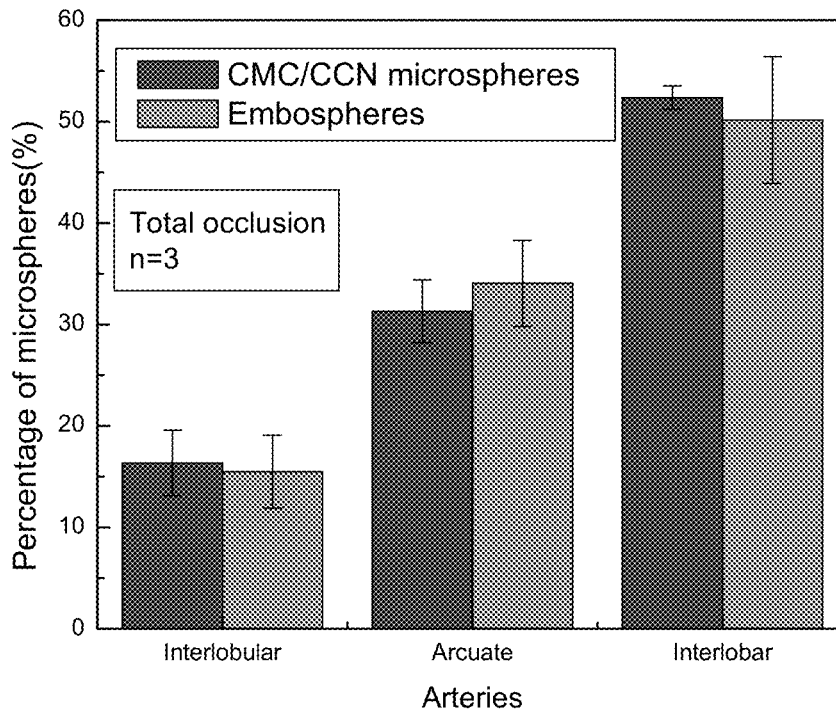 60
50
40
30
20
10
0
Percentage of microspheres(%)
CMC/CCN microspheres
Embospheres
Total occlusion
n=3
Interlobular
Arcuate
Interlobar
Arteries